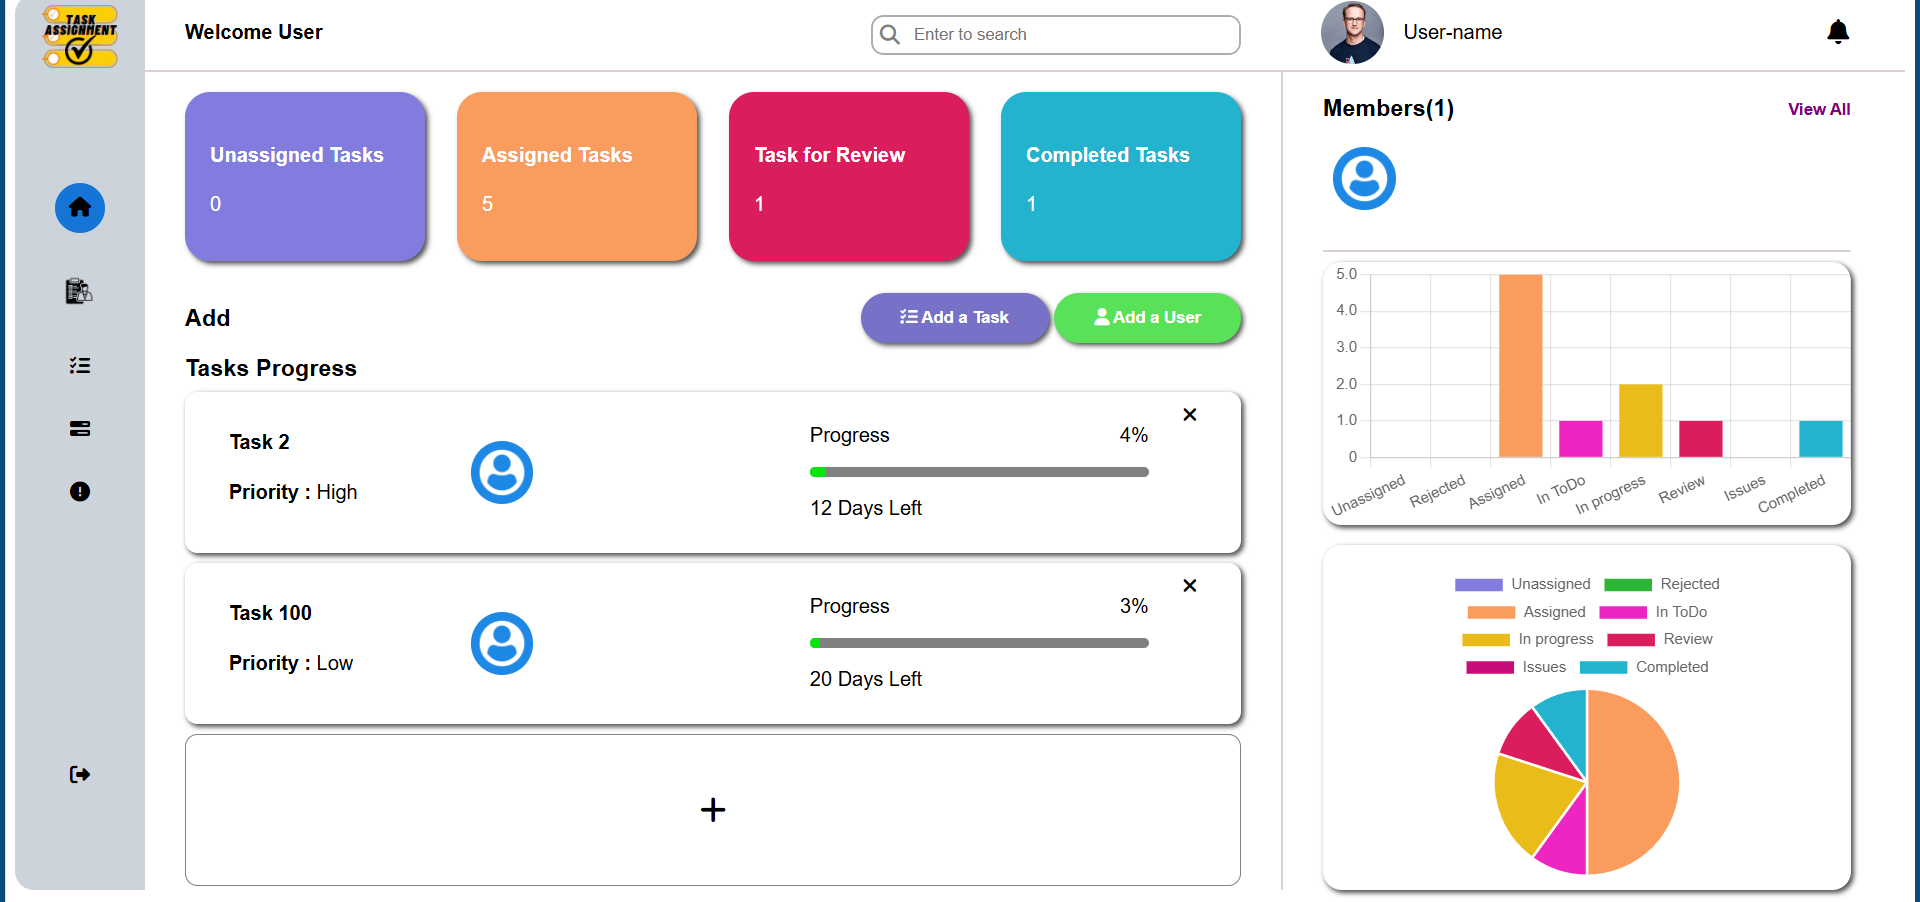 TASK
ASSIGNMENT
Welcome User
Enter to search
User-name
Unassigned Tasks
0
Assigned Tasks
5
Task for Review
1
Completed Tasks
1
Add
Add a Task
Add a User
Tasks Progress
Task 2
Priority : High
Progress 4%
12 Days Left
Task 100
Priority : Low
Progress 3%
20 Days Left
Members(1)
View All
5.0
4.0
3.0
2.0
1.0
0
Unassigned
Rejected
Assigned
In ToDo
In progress
Review
Issues
Completed
Unassigned Rejected
Assigned In ToDo
In progress Review
Issues Completed